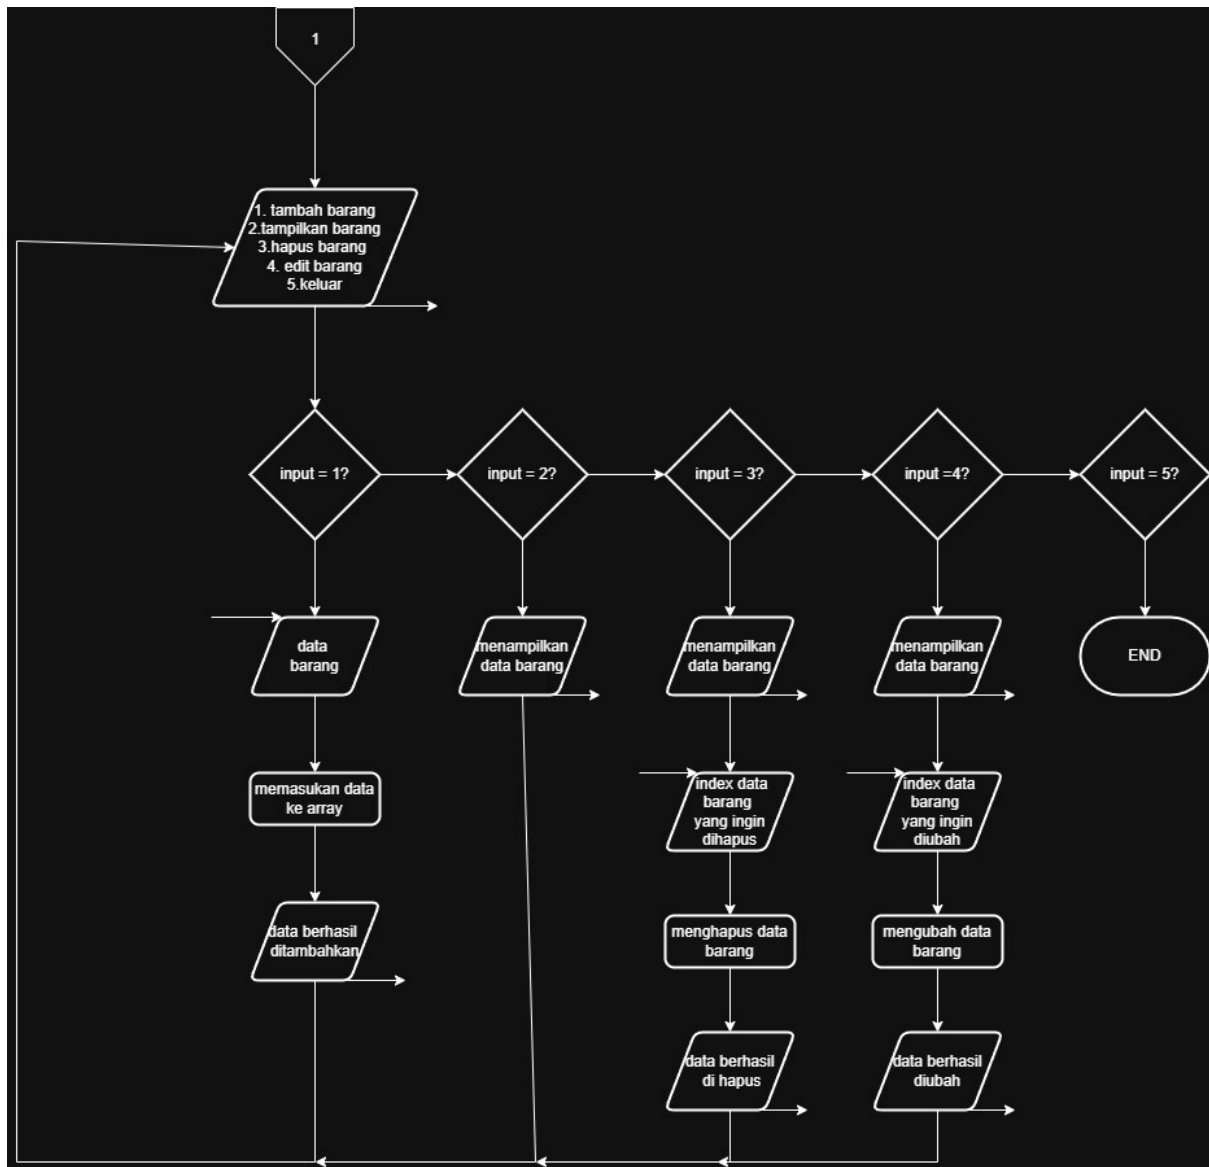 1
1. tambah barang
2.tampilkan barang
3.hapus barang
4. edit barang
5.keluar
input = 1?
input = 2?
input = 3?
input =4?
input = 5?
data
barang
menampilkan
data barang
menampilkan
data barang
menampilkan
data barang
END
memasukan data
ke array
index data
barang
yang ingin
dihapus
index data
barang
yang ingin
diubah
data berhasil
ditambahkan
menghapus data
barang
mengubah data
barang
data berhasil
di hapus
data berhasil
diubah